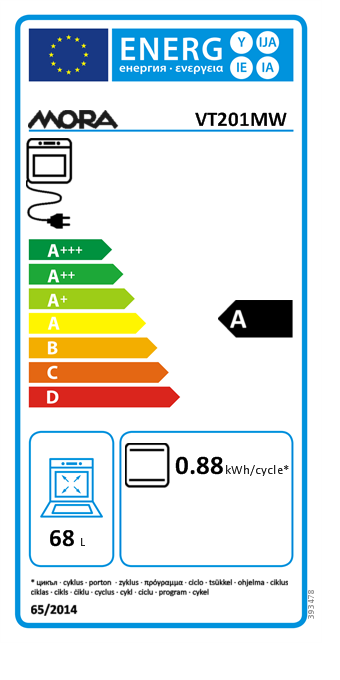 ENERG Y IJA
енергия · ενεργεια IE IA
MORA VT201MW
A+++
A++
A+
A A
B
C
D
0.88 kWh/cycle*
68 L
* цикъл · cyklus · porton · zyklus · πρόγραμμα · ciclo · tsükkel · ohjelma · ciklus
ciklas · cikls · ċiklu · cyclus · cykl · ciclu · program · cykel
65/2014
393478